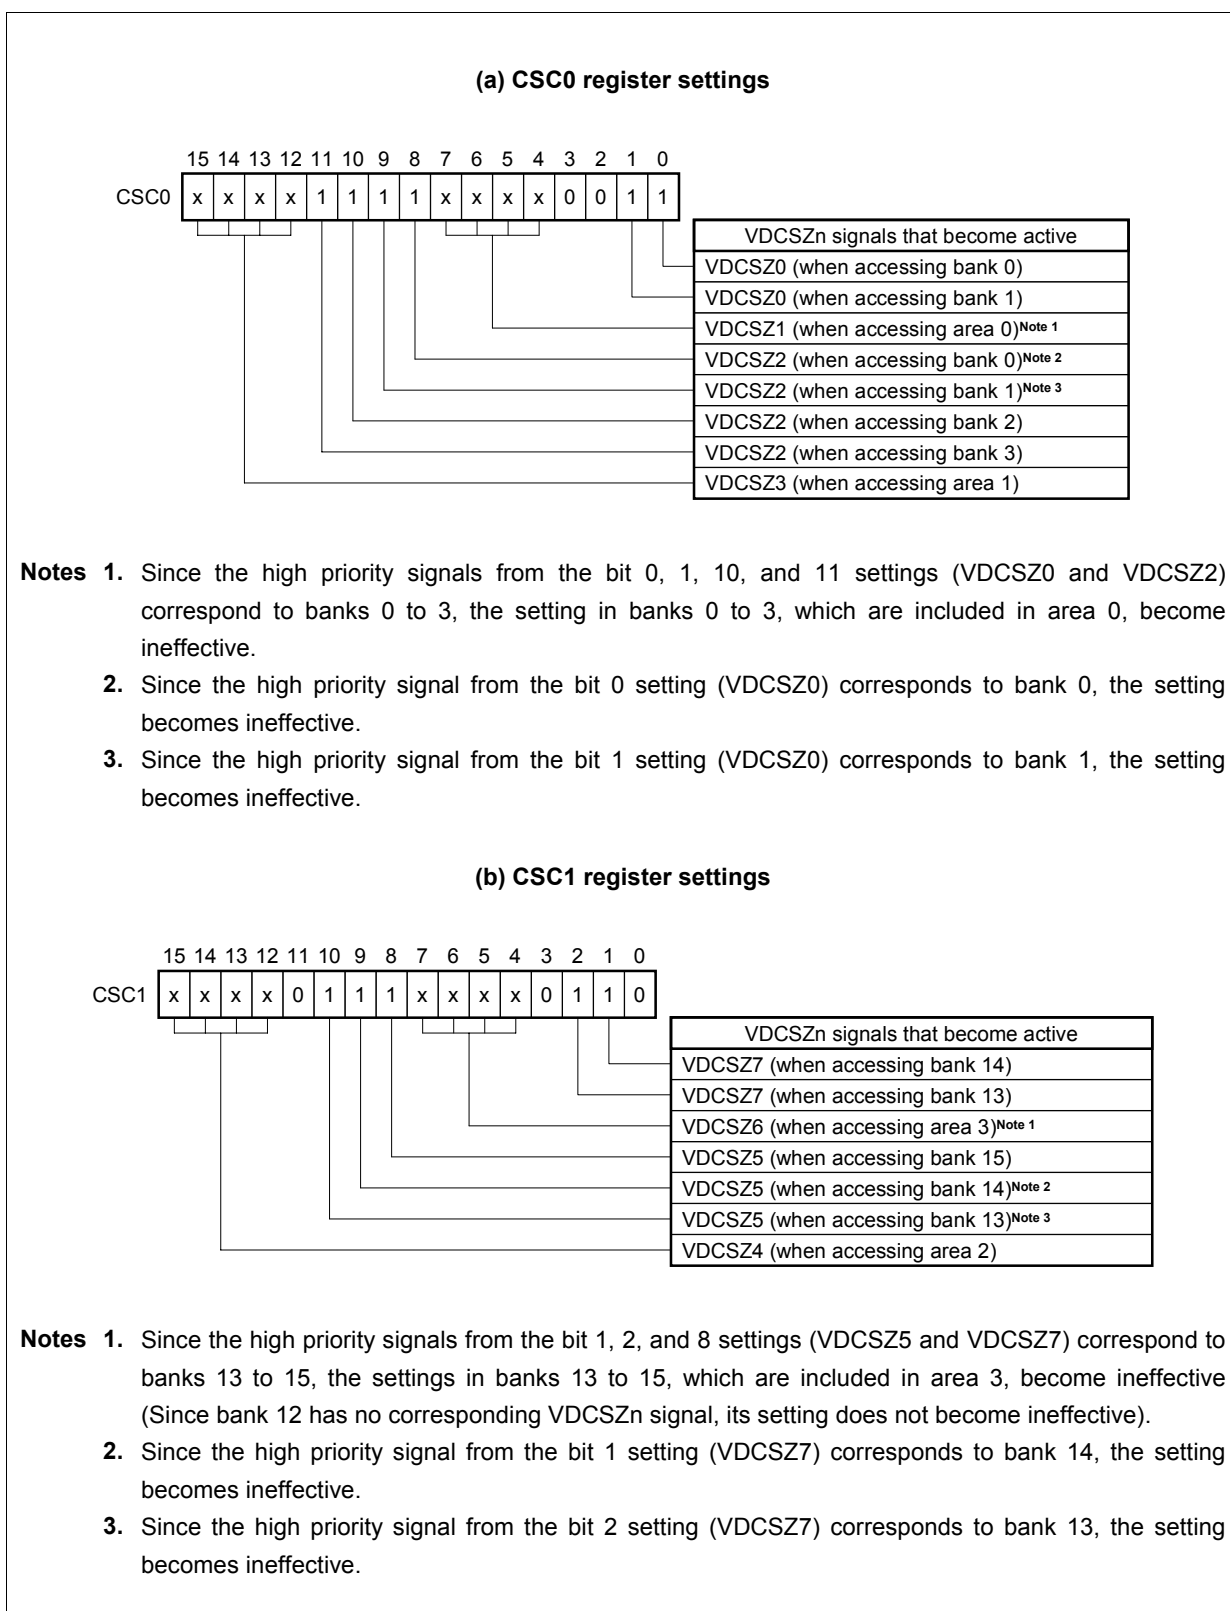 (a) CSC0 register settings
15 14 13 12 11 10 9 8 7 6 5 4 3 2 1 0
CSC0 x x x x 1 1 1 1 x x x x 0 0 1 1
VDCSZn signals that become active
VDCSZ0 (when accessing bank 0)
VDCSZ0 (when accessing bank 1)
VDCSZ1 (when accessing area 0)Note 1
VDCSZ2 (when accessing bank 0)Note 2
VDCSZ2 (when accessing bank 1)Note 3
VDCSZ2 (when accessing bank 2)
VDCSZ2 (when accessing bank 3)
VDCSZ3 (when accessing area 1)
Notes 1. Since the high priority signals from the bit 0, 1, 10, and 11 settings (VDCSZ0 and VDCSZ2)
correspond to banks 0 to 3, the setting in banks 0 to 3, which are included in area 0, become
ineffective.
2. Since the high priority signal from the bit 0 setting (VDCSZ0) corresponds to bank 0, the setting
becomes ineffective.
3. Since the high priority signal from the bit 1 setting (VDCSZ0) corresponds to bank 1, the setting
becomes ineffective.
(b) CSC1 register settings
15 14 13 12 11 10 9 8 7 6 5 4 3 2 1 0
CSC1 x x x x 0 1 1 1 x x x x 0 1 1 0
VDCSZn signals that become active
VDCSZ7 (when accessing bank 14)
VDCSZ7 (when accessing bank 13)
VDCSZ6 (when accessing area 3)Note 1
VDCSZ5 (when accessing bank 15)
VDCSZ5 (when accessing bank 14)Note 2
VDCSZ5 (when accessing bank 13)Note 3
VDCSZ4 (when accessing area 2)
Notes 1. Since the high priority signals from the bit 1, 2, and 8 settings (VDCSZ5 and VDCSZ7) correspond to
banks 13 to 15, the settings in banks 13 to 15, which are included in area 3, become ineffective
(Since bank 12 has no corresponding VDCSZn signal, its setting does not become ineffective).
2. Since the high priority signal from the bit 1 setting (VDCSZ7) corresponds to bank 14, the setting
becomes ineffective.
3. Since the high priority signal from the bit 2 setting (VDCSZ7) corresponds to bank 13, the setting
becomes ineffective.